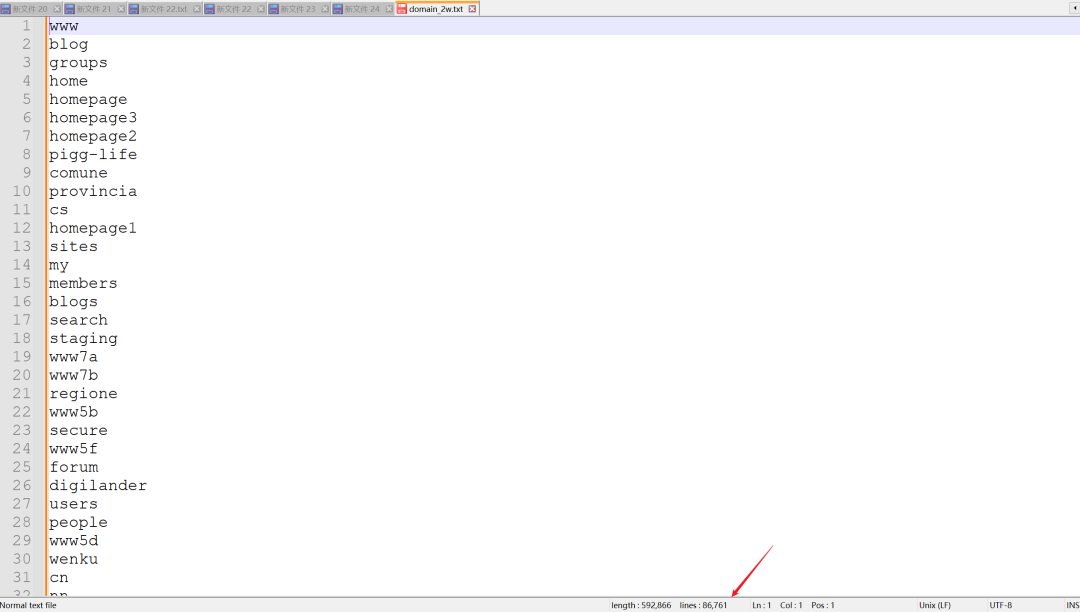 新文件 20 新文件 21 新文件 22.txt 新文件 22 新文件 23 新文件 24 domain_2w.txt
1 www
2 blog
3 groups
4 home
5 homepage
6 homepage3
7 homepage2
8 pigg-life
9 comune
10 provincia
11 cs
12 homepage1
13 sites
14 my
15 members
16 blogs
17 search
18 staging
19 www7a
20 www7b
21 regione
22 www5b
23 secure
24 www5f
25 forum
26 digilander
27 users
28 people
29 www5d
30 wenku
31 cn
32
Normal text file length : 592,866 lines : 86,761 Ln : 1 Col : 1 Pos : 1 Unix (LF) UTF-8 INS